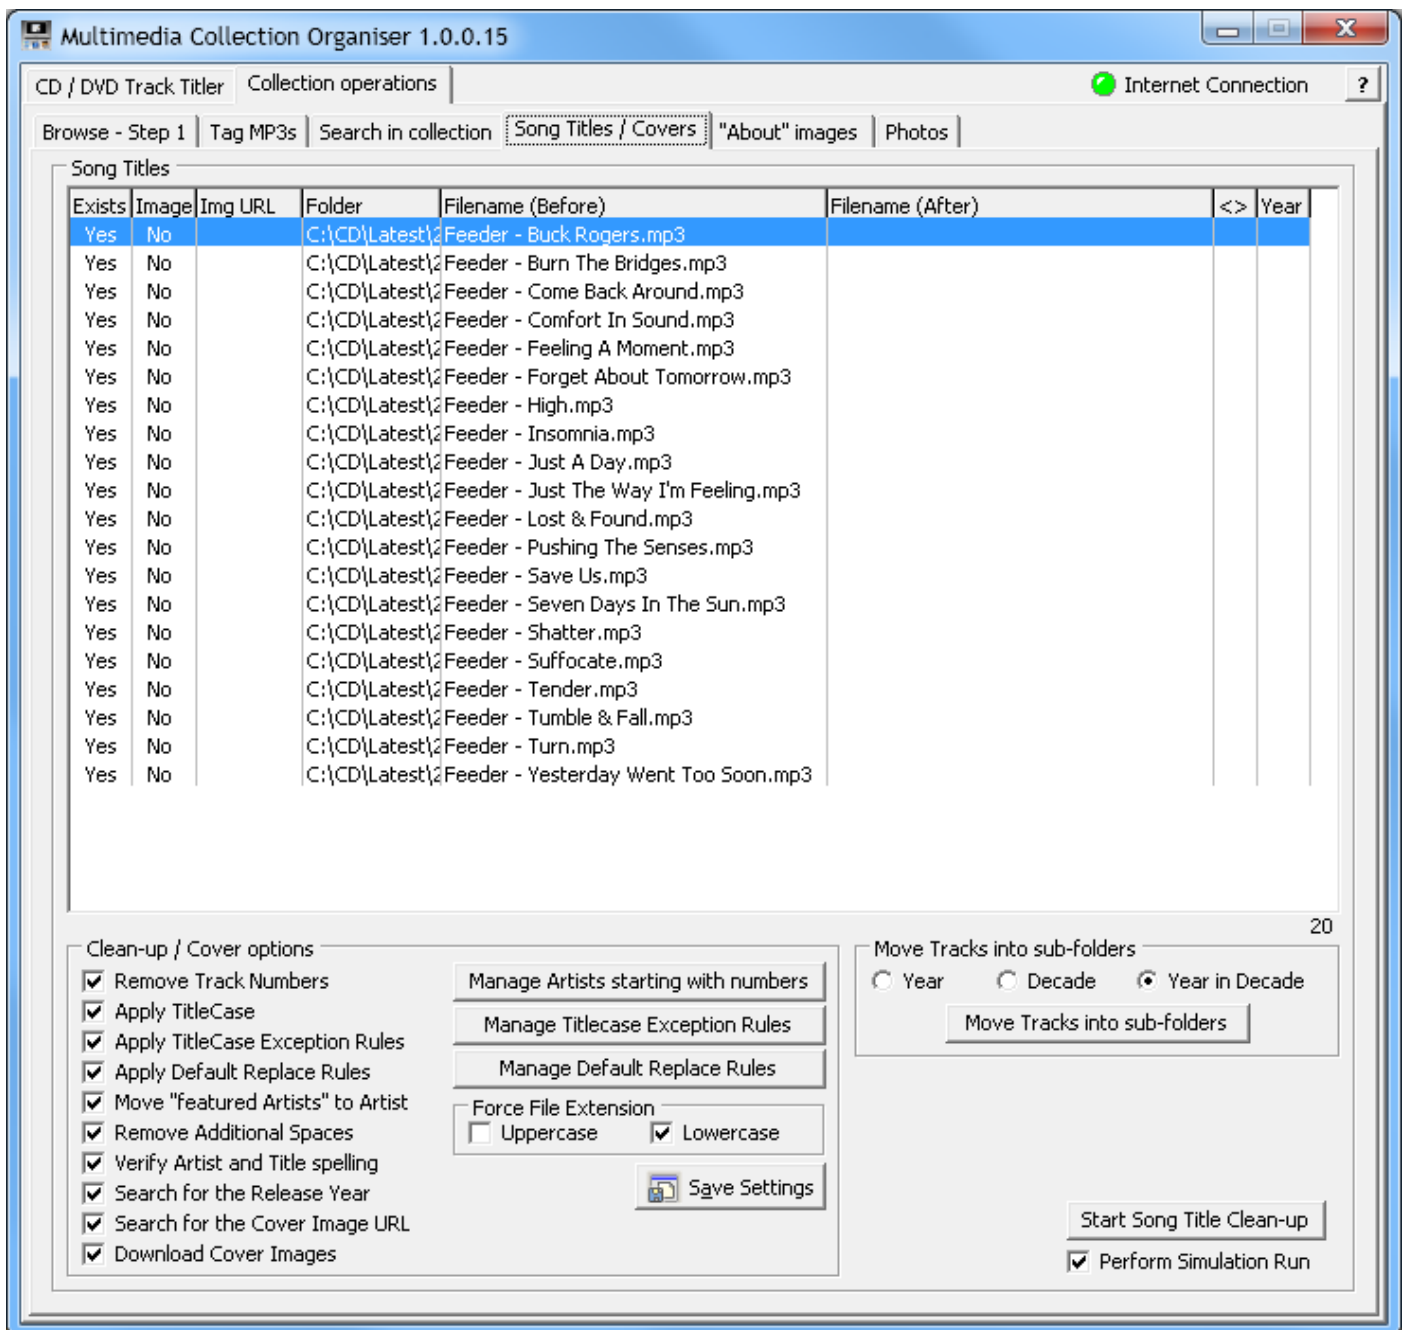 Multimedia Collection Organiser 1.0.0.15
CD / DVD Track Titler Collection operations Internet Connection ?
Browse - Step 1 Tag MP3s Search in collection Song Titles / Covers "About" images Photos
Song Titles
Exists Image Img URL Folder Filename (Before) Filename (After) <> Year
Yes No C:\CD\Latest\2 Feeder - Buck Rogers.mp3
Yes No C:\CD\Latest\2 Feeder - Burn The Bridges.mp3
Yes No C:\CD\Latest\2 Feeder - Come Back Around.mp3
Yes No C:\CD\Latest\2 Feeder - Comfort In Sound.mp3
Yes No C:\CD\Latest\2 Feeder - Feeling A Moment.mp3
Yes No C:\CD\Latest\2 Feeder - Forget About Tomorrow.mp3
Yes No C:\CD\Latest\2 Feeder - High.mp3
Yes No C:\CD\Latest\2 Feeder - Insomnia.mp3
Yes No C:\CD\Latest\2 Feeder - Just A Day.mp3
Yes No C:\CD\Latest\2 Feeder - Just The Way I'm Feeling.mp3
Yes No C:\CD\Latest\2 Feeder - Lost & Found.mp3
Yes No C:\CD\Latest\2 Feeder - Pushing The Senses.mp3
Yes No C:\CD\Latest\2 Feeder - Save Us.mp3
Yes No C:\CD\Latest\2 Feeder - Seven Days In The Sun.mp3
Yes No C:\CD\Latest\2 Feeder - Shatter.mp3
Yes No C:\CD\Latest\2 Feeder - Suffocate.mp3
Yes No C:\CD\Latest\2 Feeder - Tender.mp3
Yes No C:\CD\Latest\2 Feeder - Tumble & Fall.mp3
Yes No C:\CD\Latest\2 Feeder - Turn.mp3
Yes No C:\CD\Latest\2 Feeder - Yesterday Went Too Soon.mp3
20
Clean-up / Cover options
Remove Track Numbers
Apply TitleCase
Apply TitleCase Exception Rules
Apply Default Replace Rules
Move "featured Artists" to Artist
Remove Additional Spaces
Verify Artist and Title spelling
Search for the Release Year
Search for the Cover Image URL
Download Cover Images
Manage Artists starting with numbers
Manage Titlecase Exception Rules
Manage Default Replace Rules
Force File Extension
Uppercase Lowercase
Save Settings
Move Tracks into sub-folders
Year Decade Year in Decade
Move Tracks into sub-folders
Start Song Title Clean-up
Perform Simulation Run